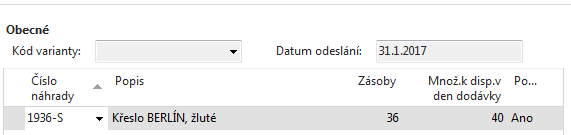 Obecné
Kód varianty: Datum odeslání: 31.1.2017
Číslo náhrady Popis Zásoby Množ.k disp.v den dodávky Po...
1936-S Křeslo BERLÍN, žluté 36 40 Ano